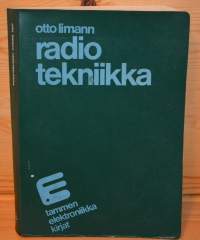 otto limann
radio
tekniikka
tammen
elektroniikka
kirjat